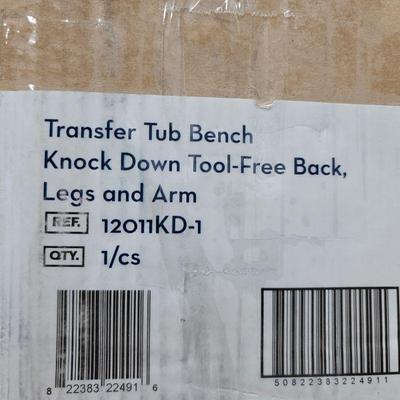 Transfer Tub Bench
Knock Down Tool-Free Back,
Legs and Arm
REF. 12011KD-1
QTY. 1/cs
8 22383 22491 6
50822383224911